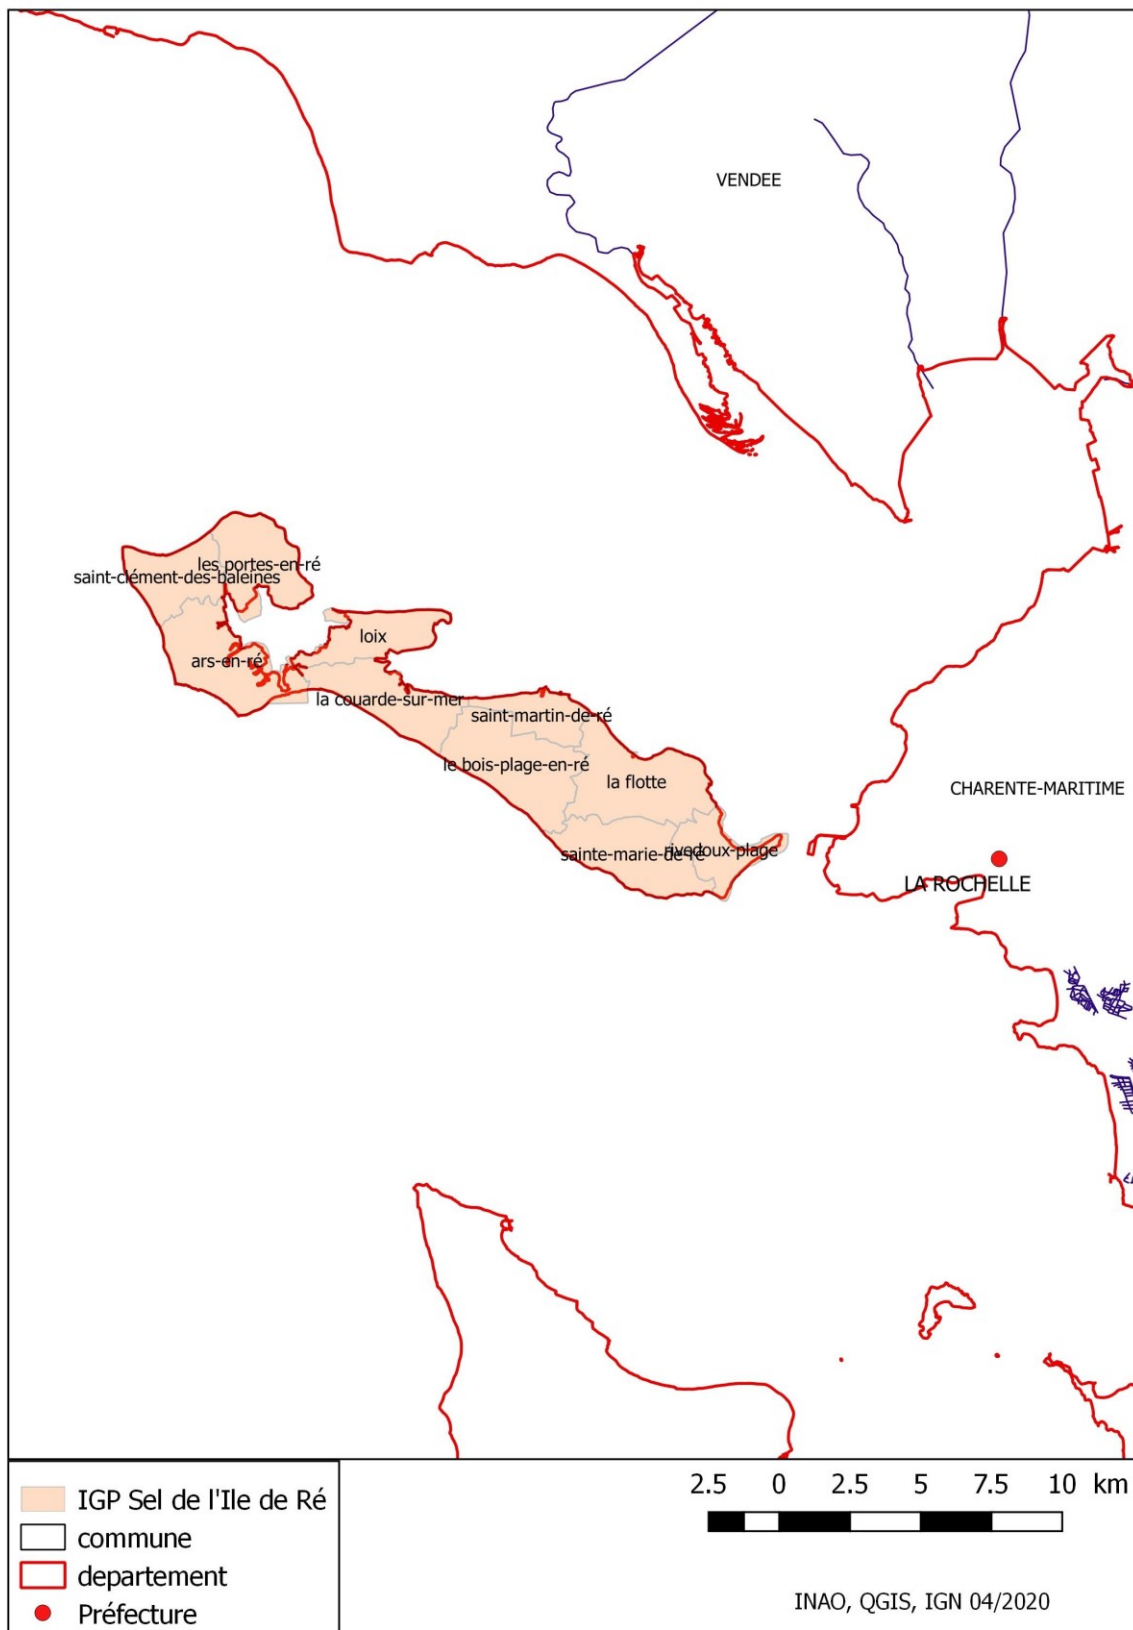 VENDEE
les portes-en-ré
saint-clément-des-baleines
loix
ars-en-ré
la couarde-sur-mer
saint-martin-de-ré
le bois-plage-en-ré
la flotte
CHARENTE-MARITIME
sainte-marie-de-ré
rivedoux-plage
LA ROCHELLE
2.5 0 2.5 5 7.5 10 km
IGP Sel de l'Ile de Ré
commune
departement
Préfecture
INAO, QGIS, IGN 04/2020